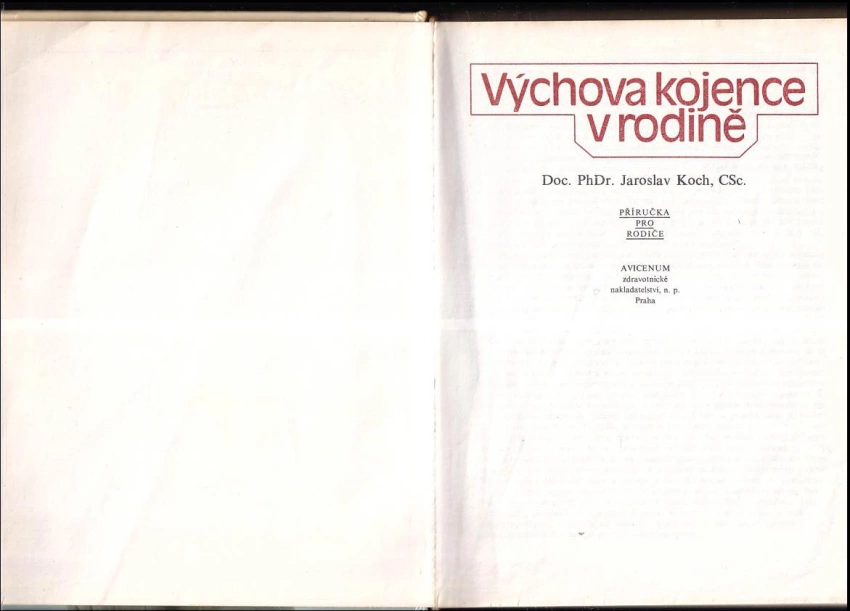 Výchova kojence
v rodině
Doc. PhDr. Jaroslav Koch, CSc.
PŘÍRUČKA
PRO
RODIČE
AVICENUM
zdravotnické
nakladatelství, n. p.
Praha